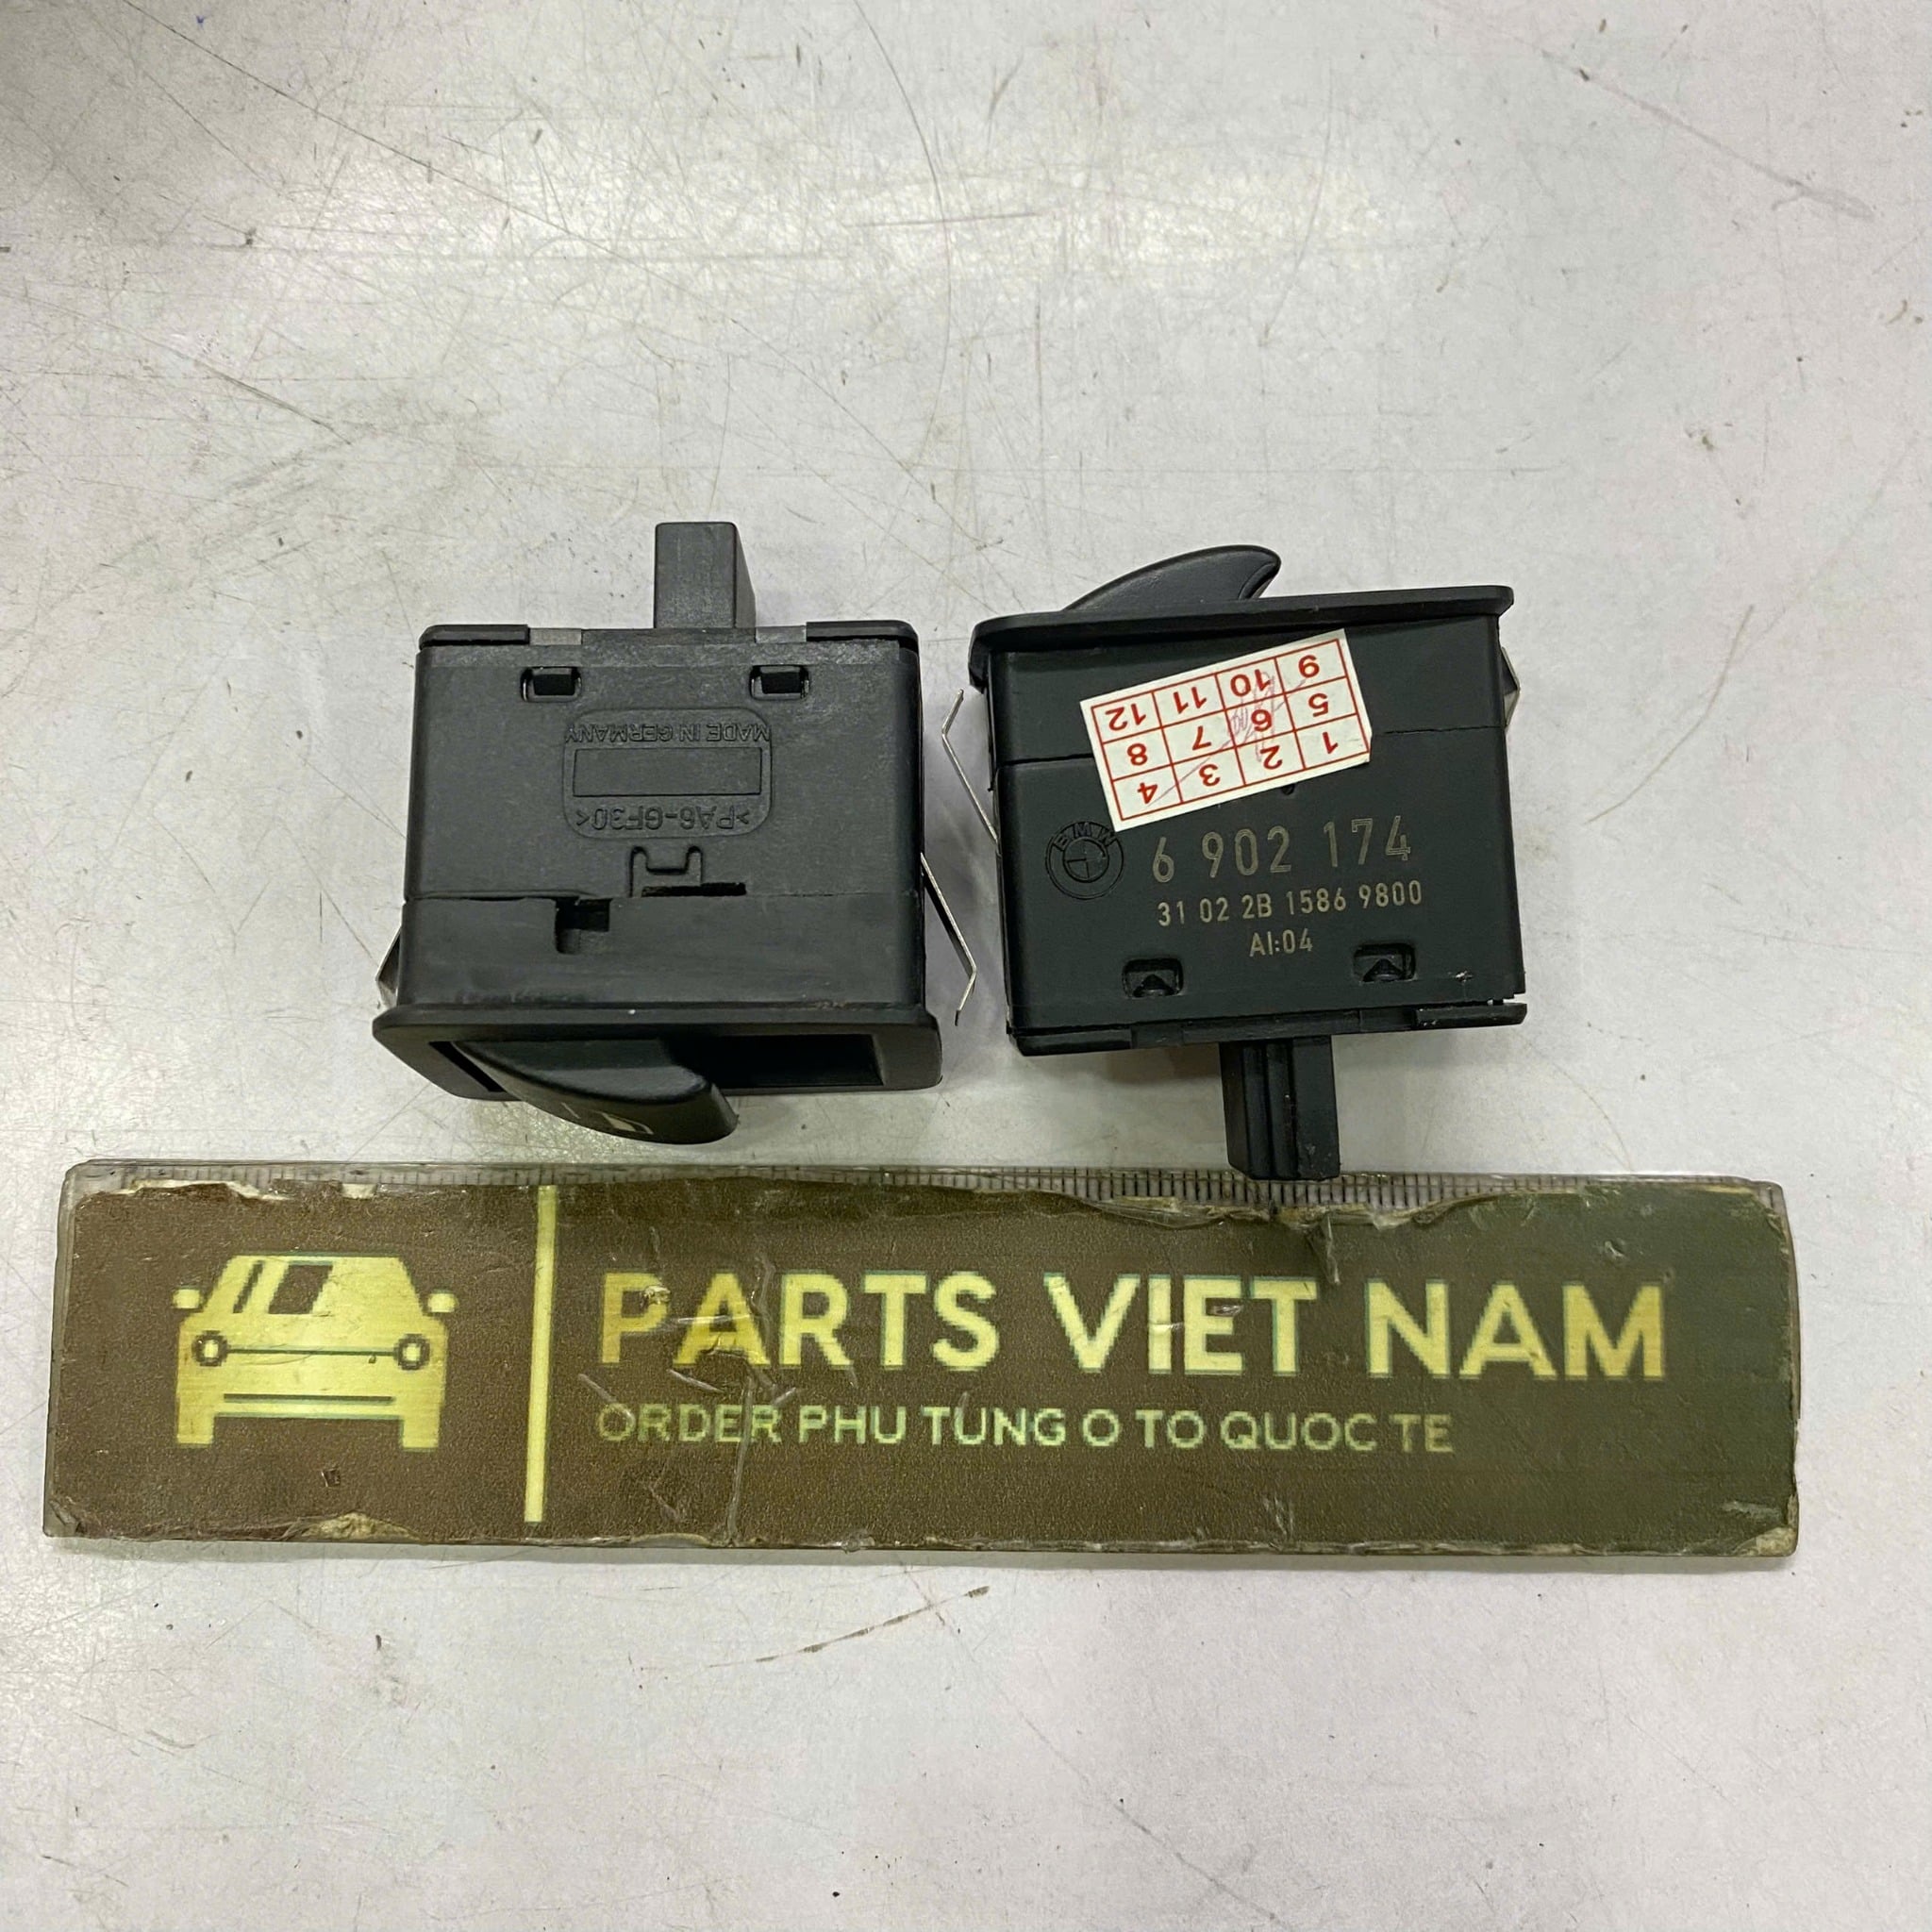 MADE IN GERMANY
>PA6-GF30<
9 10 11 12
5 6 7 8
1 2 3 4
BMW
6 902 174
31 02 2B 1586 9800
AI:04
PARTS VIET NAM
ORDER PHU TUNG O TO QUOC TE